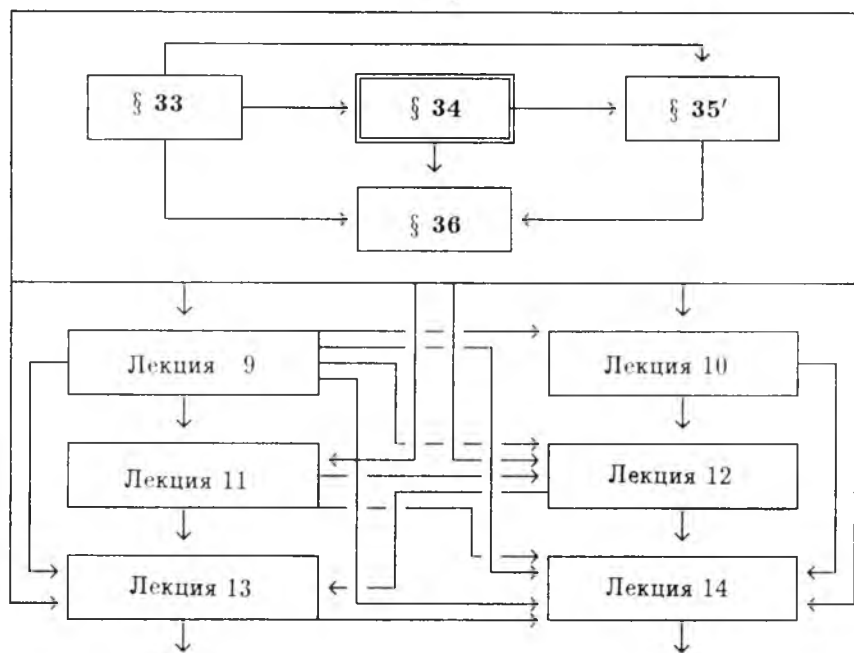 § 33
§ 34
§ 35′
§ 36
Лекция 9
Лекция 10
Лекция 11
Лекция 12
Лекция 13
Лекция 14